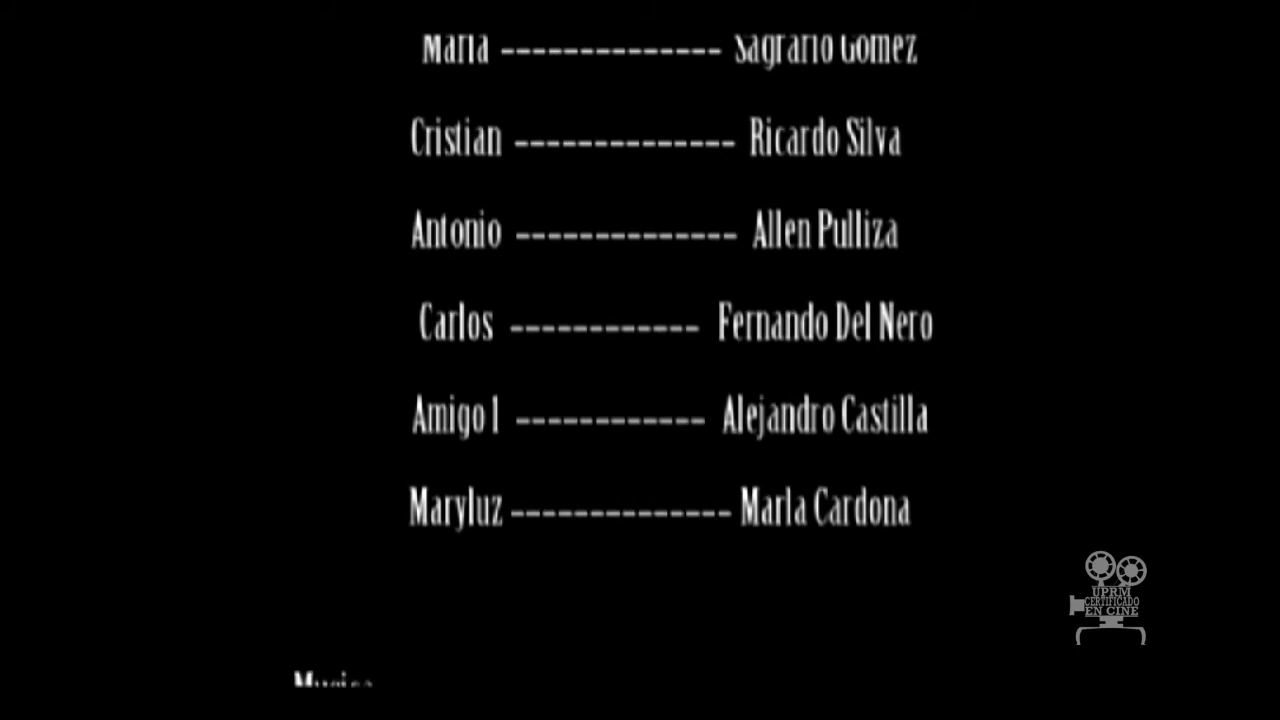 Maria -------------- Sagrario Gomez
Cristian -------------- Ricardo Silva
Antonio -------------- Allen Pulliza
Carlos ------------ Fernando Del Nero
Amigo 1 ------------ Alejandro Castilla
Maryluz -------------- Marla Cardona
UPRM
CERTIFICADO
EN CINE
Musica